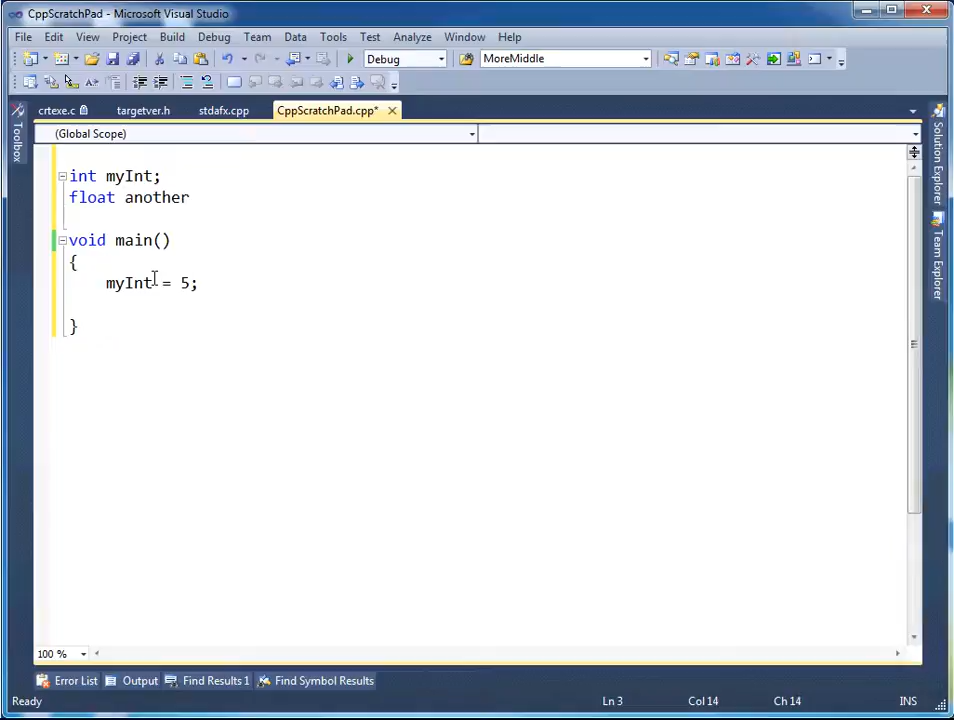 CppScratchPad - Microsoft Visual Studio
File Edit View Project Build Debug Team Data Tools Test Analyze Window Help
Debug MoreMiddle
crtexe.c targetver.h stdafx.cpp CppScratchPad.cpp*
(Global Scope)
Toolbox
Solution Explorer
Team Explorer
int myInt;
float another
void main()
{
myInt = 5;
}
100 %
Error List Output Find Results 1 Find Symbol Results
Ready Ln 3 Col 14 Ch 14 INS